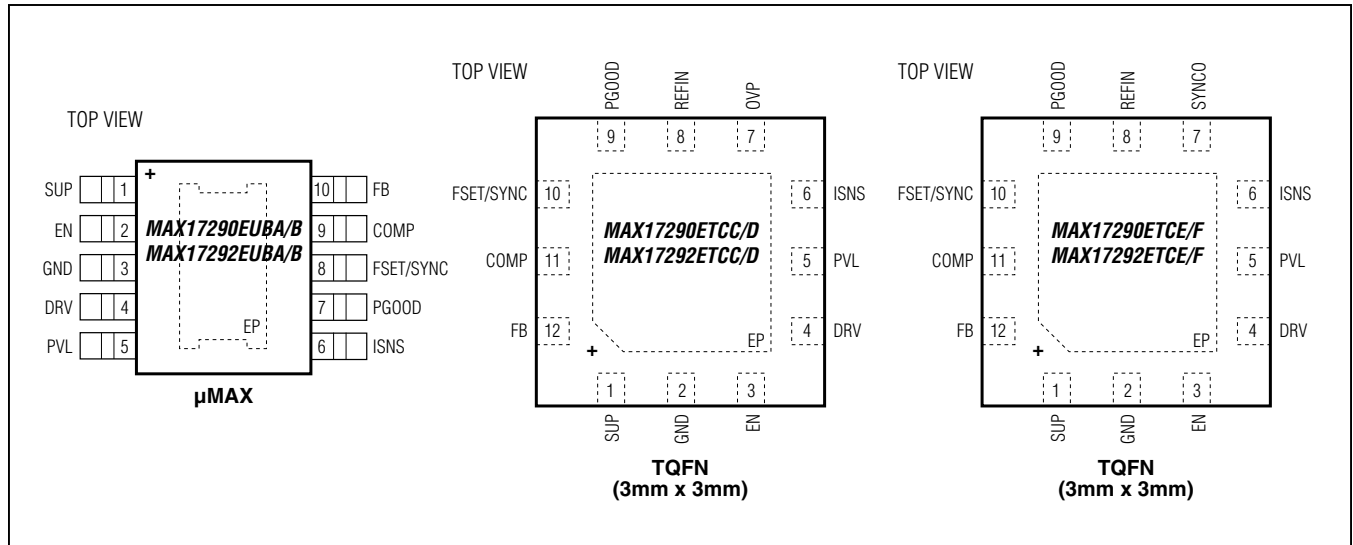 TOP VIEW
SUP 1
EN 2
GND 3
DRV 4
PVL 5
+
MAX17290EUBA/B
MAX17292EUBA/B
EP
10 FB
9 COMP
8 FSET/SYNC
7 PGOOD
6 ISNS
µMAX
TOP VIEW
PGOOD REFIN OVP
9 8 7
FSET/SYNC 10
COMP 11
FB 12
MAX17290ETCC/D
MAX17292ETCC/D
6 ISNS
5 PVL
4 DRV
+
EP
1 2 3
SUP GND EN
TQFN
(3mm x 3mm)
TOP VIEW
PGOOD REFIN SYNCO
9 8 7
FSET/SYNC 10
COMP 11
FB 12
MAX17290ETCE/F
MAX17292ETCE/F
6 ISNS
5 PVL
4 DRV
+
EP
1 2 3
SUP GND EN
TQFN
(3mm x 3mm)